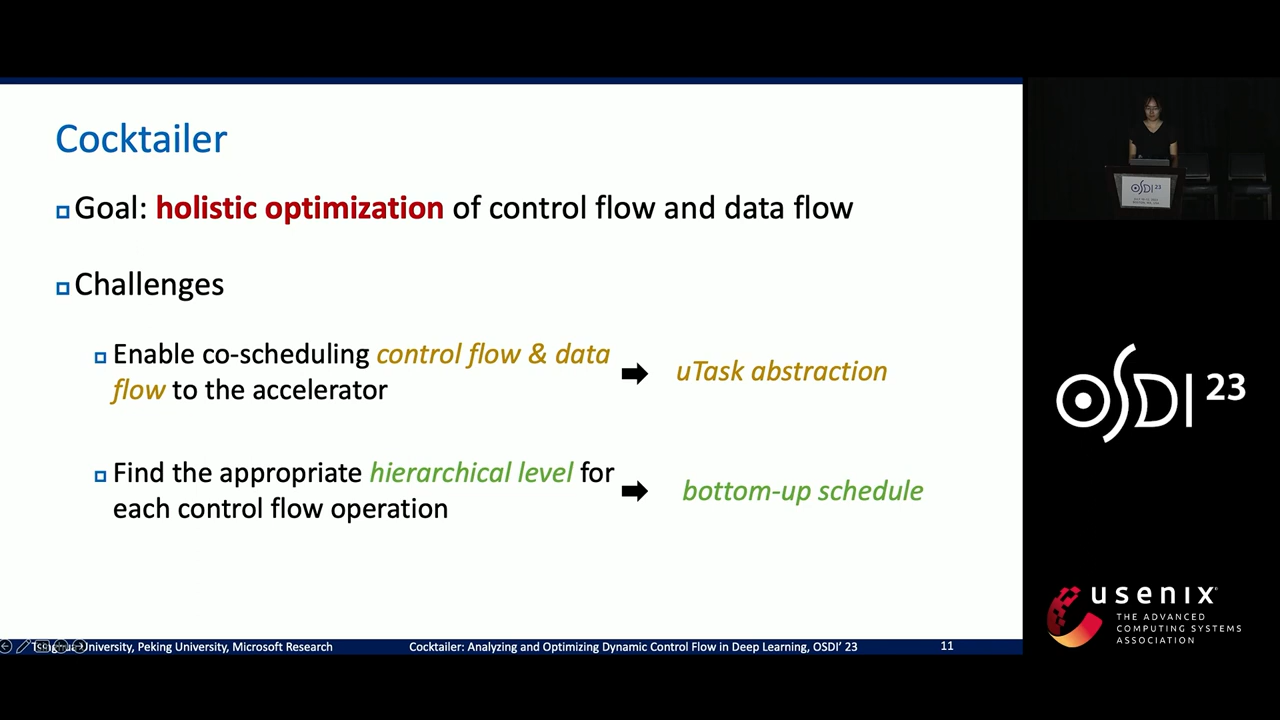 Cocktailer
Goal: holistic optimization of control flow and data flow
Challenges
Enable co-scheduling control flow & data
flow to the accelerator
uTask abstraction
Find the appropriate hierarchical level for
each control flow operation
bottom-up schedule
University, Peking University, Microsoft Research
Cocktailer: Analyzing and Optimizing Dynamic Control Flow in Deep Learning, OSDI' 23
11
OSDI 23
OSDI 23
usenix
THE ADVANCED
COMPUTING SYSTEMS
ASSOCIATION